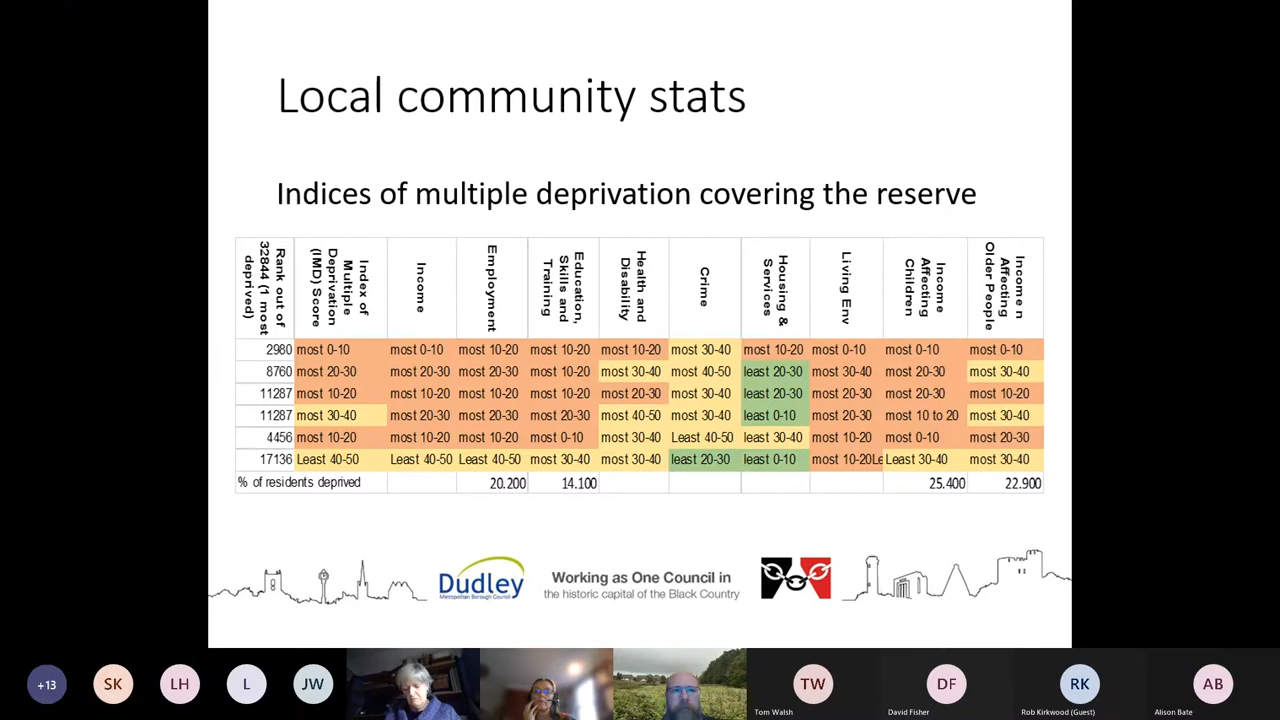 Local community stats
Indices of multiple deprivation covering the reserve
Rank out of 32844 (1 most deprived) Index of Multiple Deprivation (IMD) Score Income Employment Education, Skills and Training Health and Disability Crime Housing & Services Living Env Income Affecting Children Income n Affecting Older People
2980 most 0-10 most 0-10 most 10-20 most 10-20 most 10-20 most 30-40 most 10-20 most 0-10 most 0-10 most 0-10
8760 most 20-30 most 20-30 most 20-30 most 10-20 most 30-40 most 40-50 least 20-30 most 30-40 most 20-30 most 30-40
11287 most 10-20 most 10-20 most 10-20 most 10-20 most 20-30 most 30-40 least 20-30 most 20-30 most 20-30 most 10-20
11287 most 30-40 most 20-30 most 20-30 most 20-30 most 40-50 most 30-40 least 0-10 most 20-30 most 10 to 20 most 30-40
4456 most 10-20 most 10-20 most 10-20 most 0-10 most 30-40 Least 40-50 least 30-40 most 10-20 most 0-10 most 20-30
17136 Least 40-50 Least 40-50 Least 40-50 most 30-40 most 30-40 least 20-30 least 0-10 most 10-20Le Least 30-40 most 30-40
% of residents deprived 20.200 14.100 25.400 22.900
Dudley
Metropolitan Borough Council
Working as One Council in
the historic capital of the Black Country
+13 SK LH L JW TW DF RK AB
Tom Walsh David Fisher Rob Kirkwood (Guest) Alison Bate